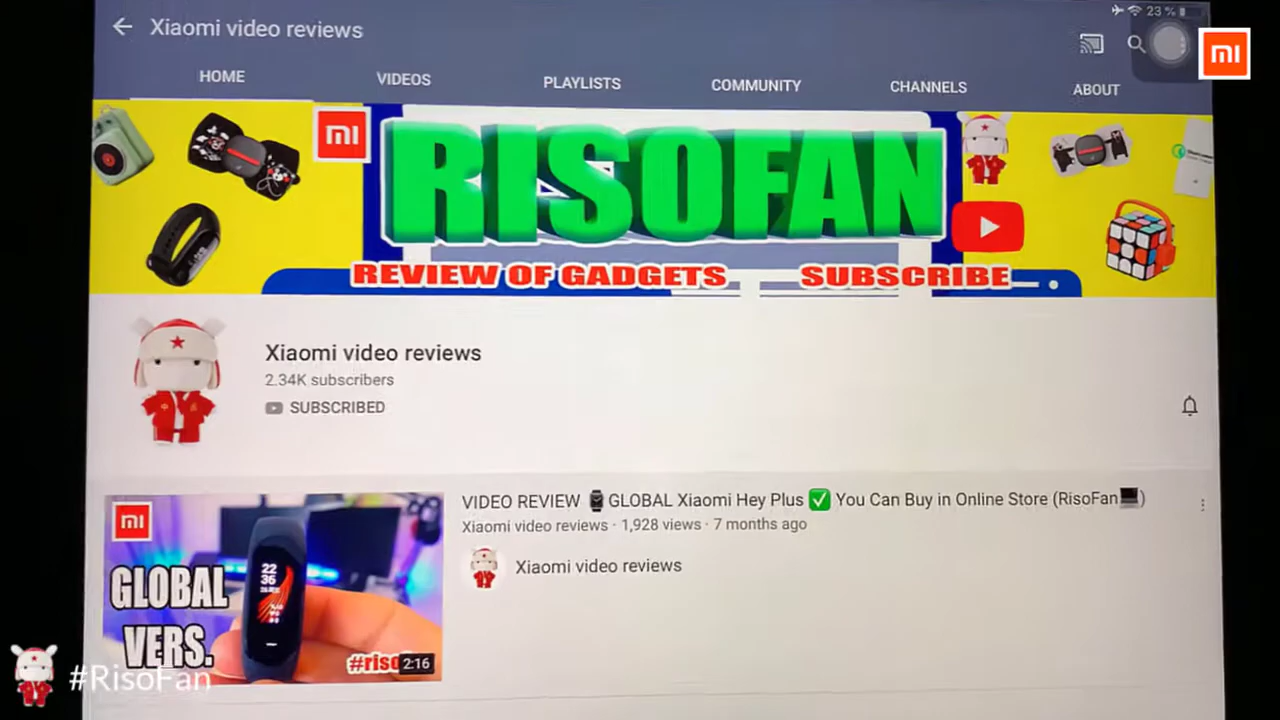 Xiaomi video reviews
23 %
HOME VIDEOS PLAYLISTS COMMUNITY CHANNELS ABOUT
mi
mi
RISOFAN
REVIEW OF GADGETS SUBSCRIBE
Xiaomi video reviews
2.34K subscribers
SUBSCRIBED
VIDEO REVIEW ⌚GLOBAL Xiaomi Hey Plus ✅ You Can Buy in Online Store (RisoFan💻)
Xiaomi video reviews · 1,928 views · 7 months ago
Xiaomi video reviews
mi
GLOBAL
VERS.
22
36
#riso
2:16
#RisoFan